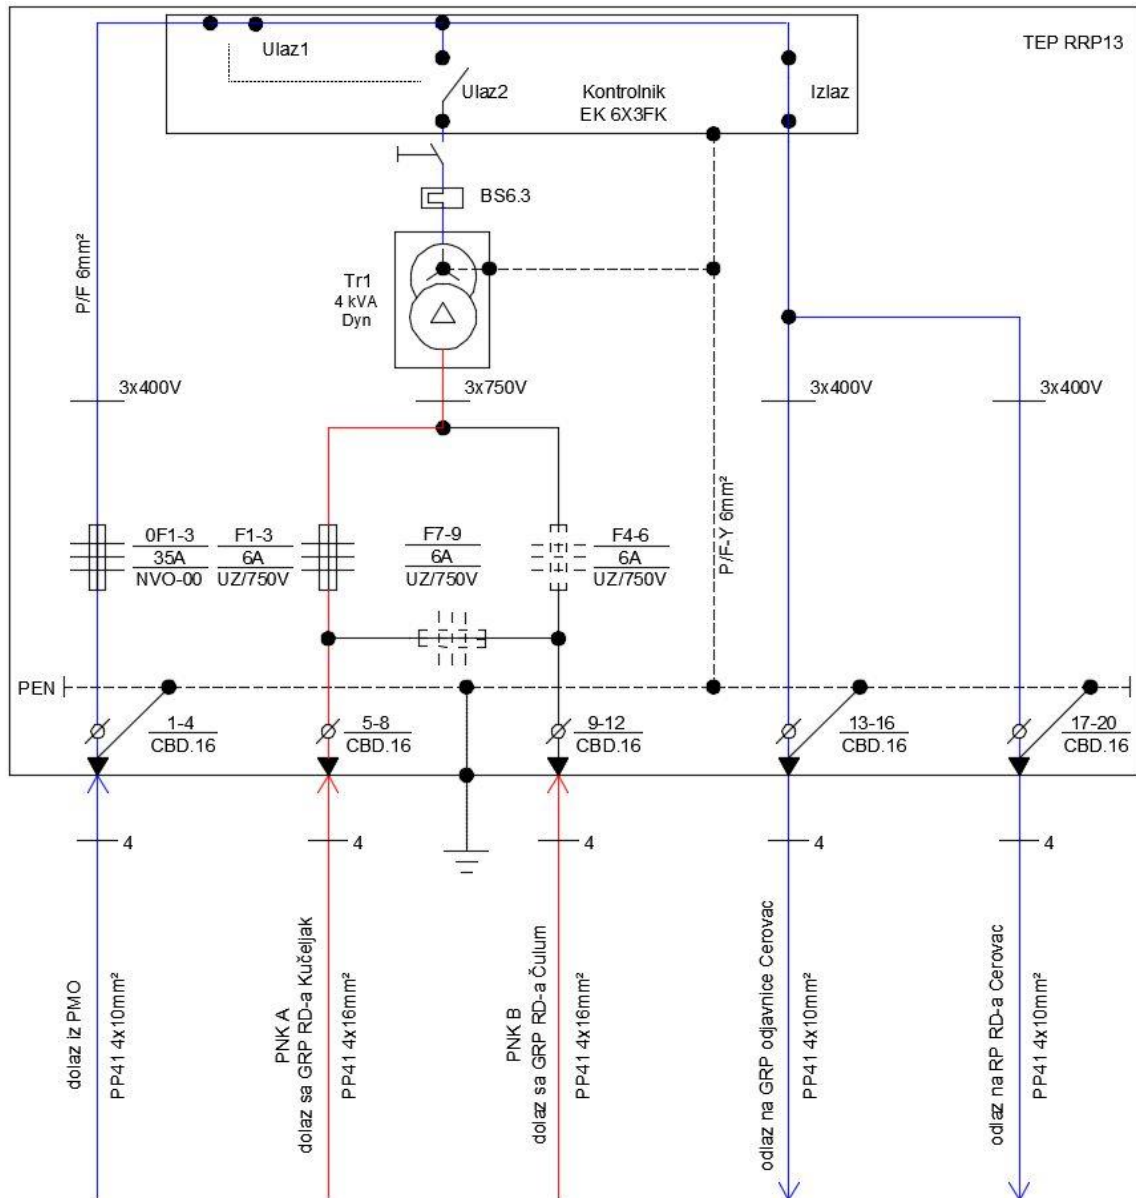 TEP RRP13
Ulaz1
Ulaz2
Kontrolnik
EK 6X3FK
Izlaz
BS6.3
Tr1
4 kVA
Dyn
P/F 6mm²
3x400V
3x750V
3x400V
3x400V
P/F-Y 6mm²
0F1-3
35A
NVO-00
F1-3
6A
UZ/750V
F7-9
6A
UZ/750V
F4-6
6A
UZ/750V
PEN
1-4
CBD.16
5-8
CBD.16
9-12
CBD.16
13-16
CBD.16
17-20
CBD.16
4
4
4
4
4
dolaz iz PMO
PP41 4x10mm²
PNK A
dolaz sa GRP RD-a Kučeljak
PP41 4x16mm²
PNK B
dolaz sa GRP RD-a Čulum
PP41 4x16mm²
odlaz na GRP odjavnice Cerovac
PP41 4x10mm²
odlaz na RP RD-a Cerovac
PP41 4x10mm²